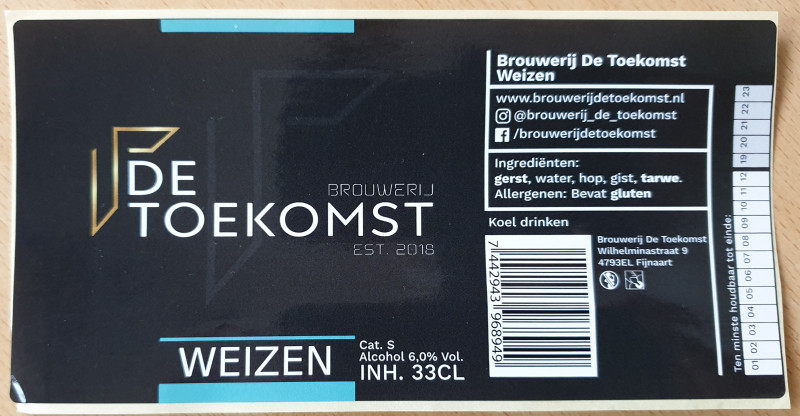 DE
BROUWERIJ
TOEKOMST
EST. 2018
WEIZEN
Cat. S
Alcohol 6,0% Vol.
INH. 33CL
Brouwerij De Toekomst
Weizen
www.brouwerijdetoekomst.nl
@brouwerij_de_toekomst
/brouwerijdetoekomst
Ingrediënten:
gerst, water, hop, gist, tarwe.
Allergenen: Bevat gluten
Koel drinken
7 442943 968949
Brouwerij De Toekomst
Wilhelminastraat 9
4793EL Fijnaart
Ten minste houdbaar tot einde:
01 02 03 04 05 06 07 08 09 10 11 12 19 20 21 22 23